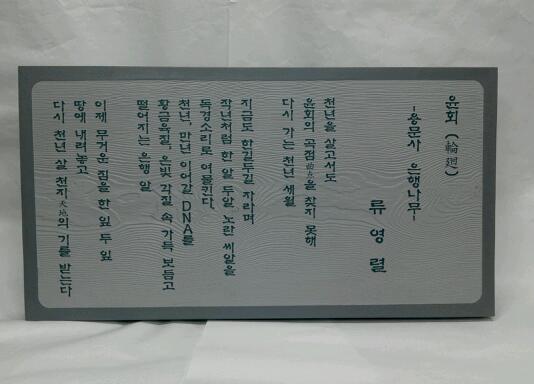 윤회 (輪廻)
-용문사 은행나무-
류영렬
천년을 살고서도
윤회의 곡점曲点을 찾지 못해
다시 가는 천년 세월
지금도 한길두길 자라며
작년처럼 한 알 두알 노란 씨알을
독경소리로 여물킨다.
천년, 만년 이어갈 DNA를
황금육질, 은빛 각질 속 가득 보듬고
떨어지는 은행 알
이제 무거운 짐을 한 잎 두 잎
땅에 내려놓고
다시 천년 살 천지天地의 기를 받는다